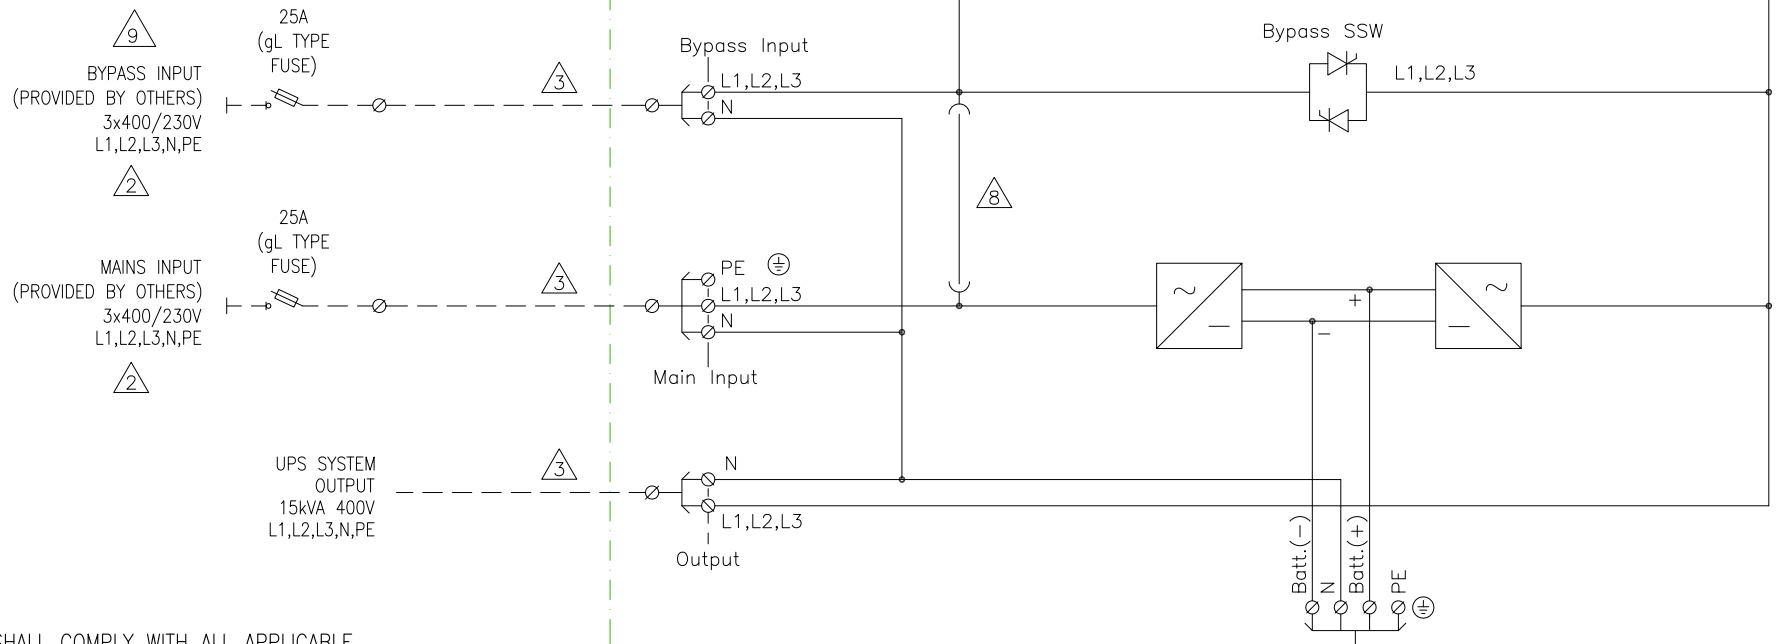 9
25A
(gL TYPE
FUSE)
BYPASS INPUT
(PROVIDED BY OTHERS)
3x400/230V
L1,L2,L3,N,PE
2
3
Bypass Input
L1,L2,L3
N
Bypass SSW
L1,L2,L3
8
25A
(gL TYPE
FUSE)
MAINS INPUT
(PROVIDED BY OTHERS)
3x400/230V
L1,L2,L3,N,PE
2
3
PE
L1,L2,L3
N
Main Input
+
−
UPS SYSTEM
OUTPUT
15kVA 400V
L1,L2,L3,N,PE
3
N
L1,L2,L3
Output
Batt.(−)
N
Batt.(+)
PE
SHALL COMPLY WITH ALL APPLICABLE